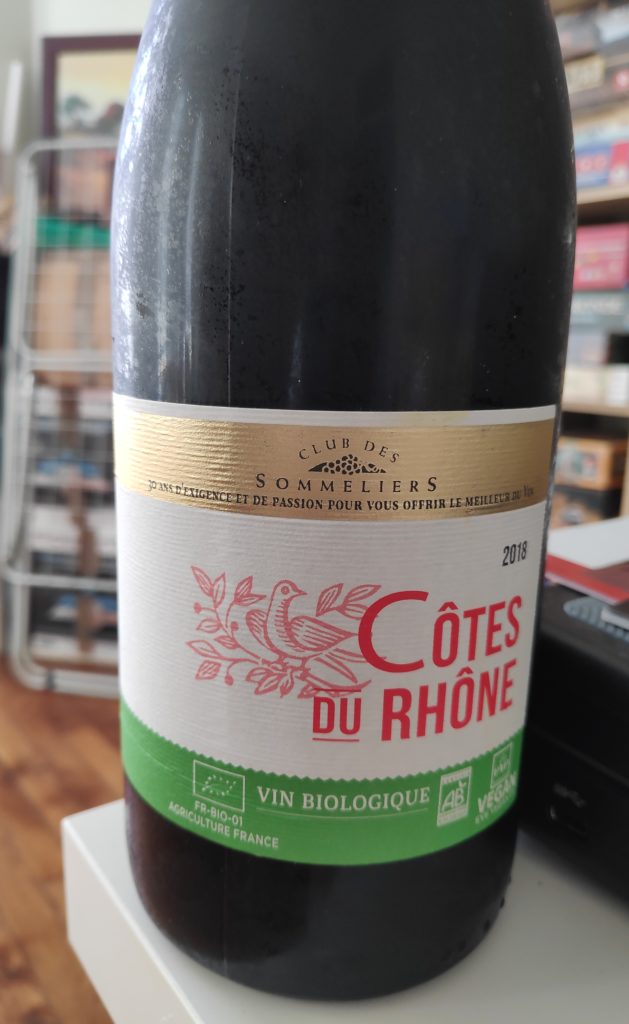 CLUB DES
SOMMELIERS
30 ANS D'EXIGENCE ET DE PASSION POUR VOUS OFFRIR LE MEILLEUR DU VIN
2018
CÔTES
DU RHÔNE
VIN BIOLOGIQUE
FR-BIO-01
AGRICULTURE FRANCE
AB
VEGAN